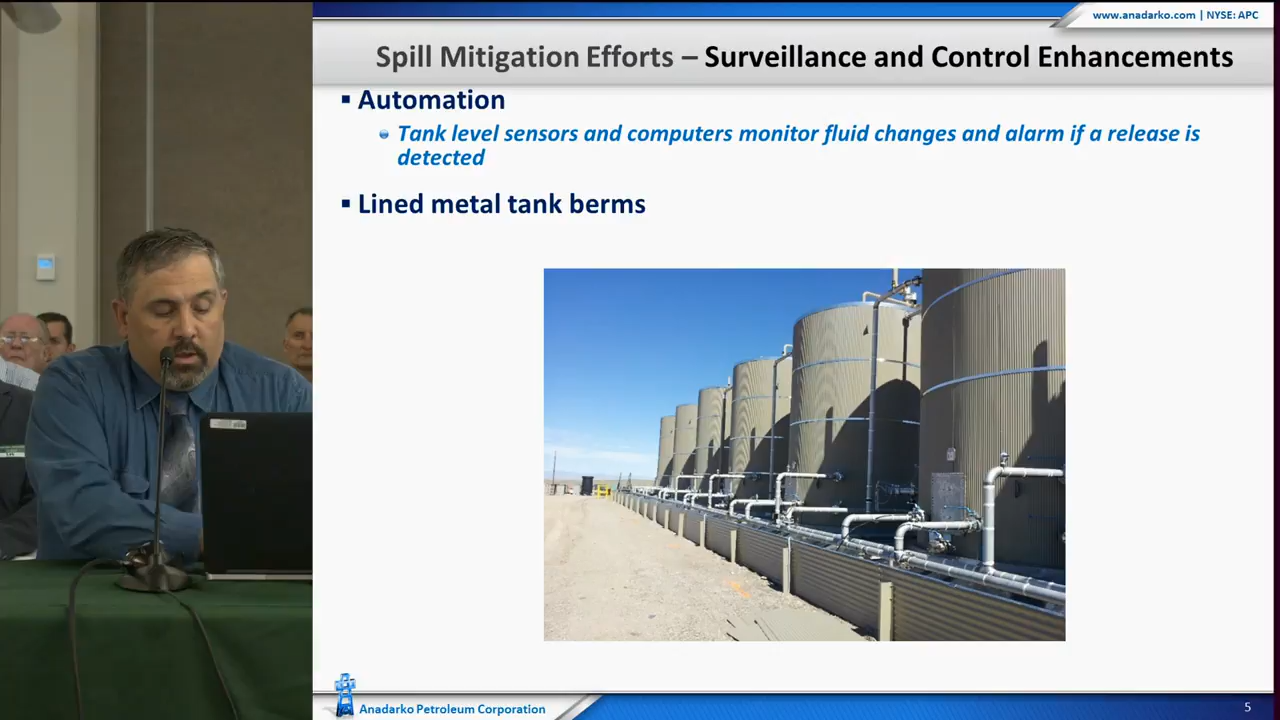 www.anadarko.com | NYSE: APC
Spill Mitigation Efforts – Surveillance and Control Enhancements
▪ Automation
Tank level sensors and computers monitor fluid changes and alarm if a release is
detected
▪ Lined metal tank berms
Anadarko Petroleum Corporation
5